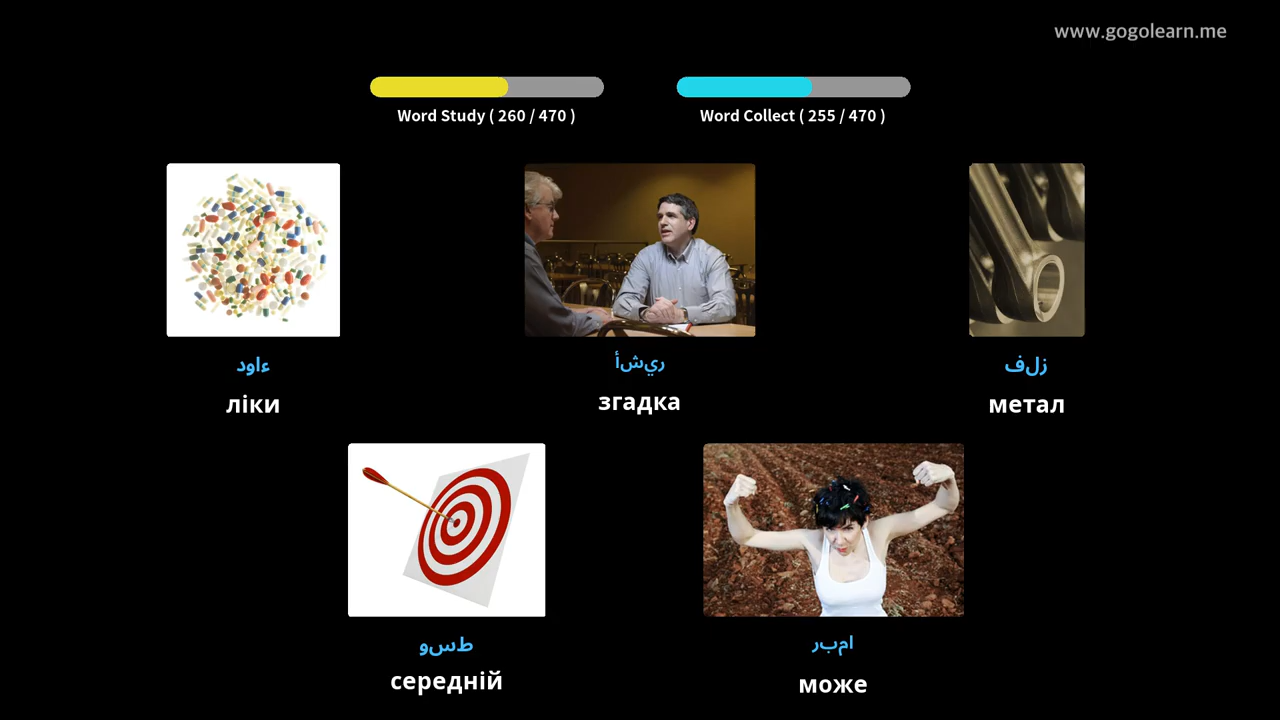 www.gogolearn.me
Word Study ( 260 / 470 )
Word Collect ( 255 / 470 )
ءاود
ліки
ريشأ
згадка
زلف
метал
طسو
середній
امبر
може